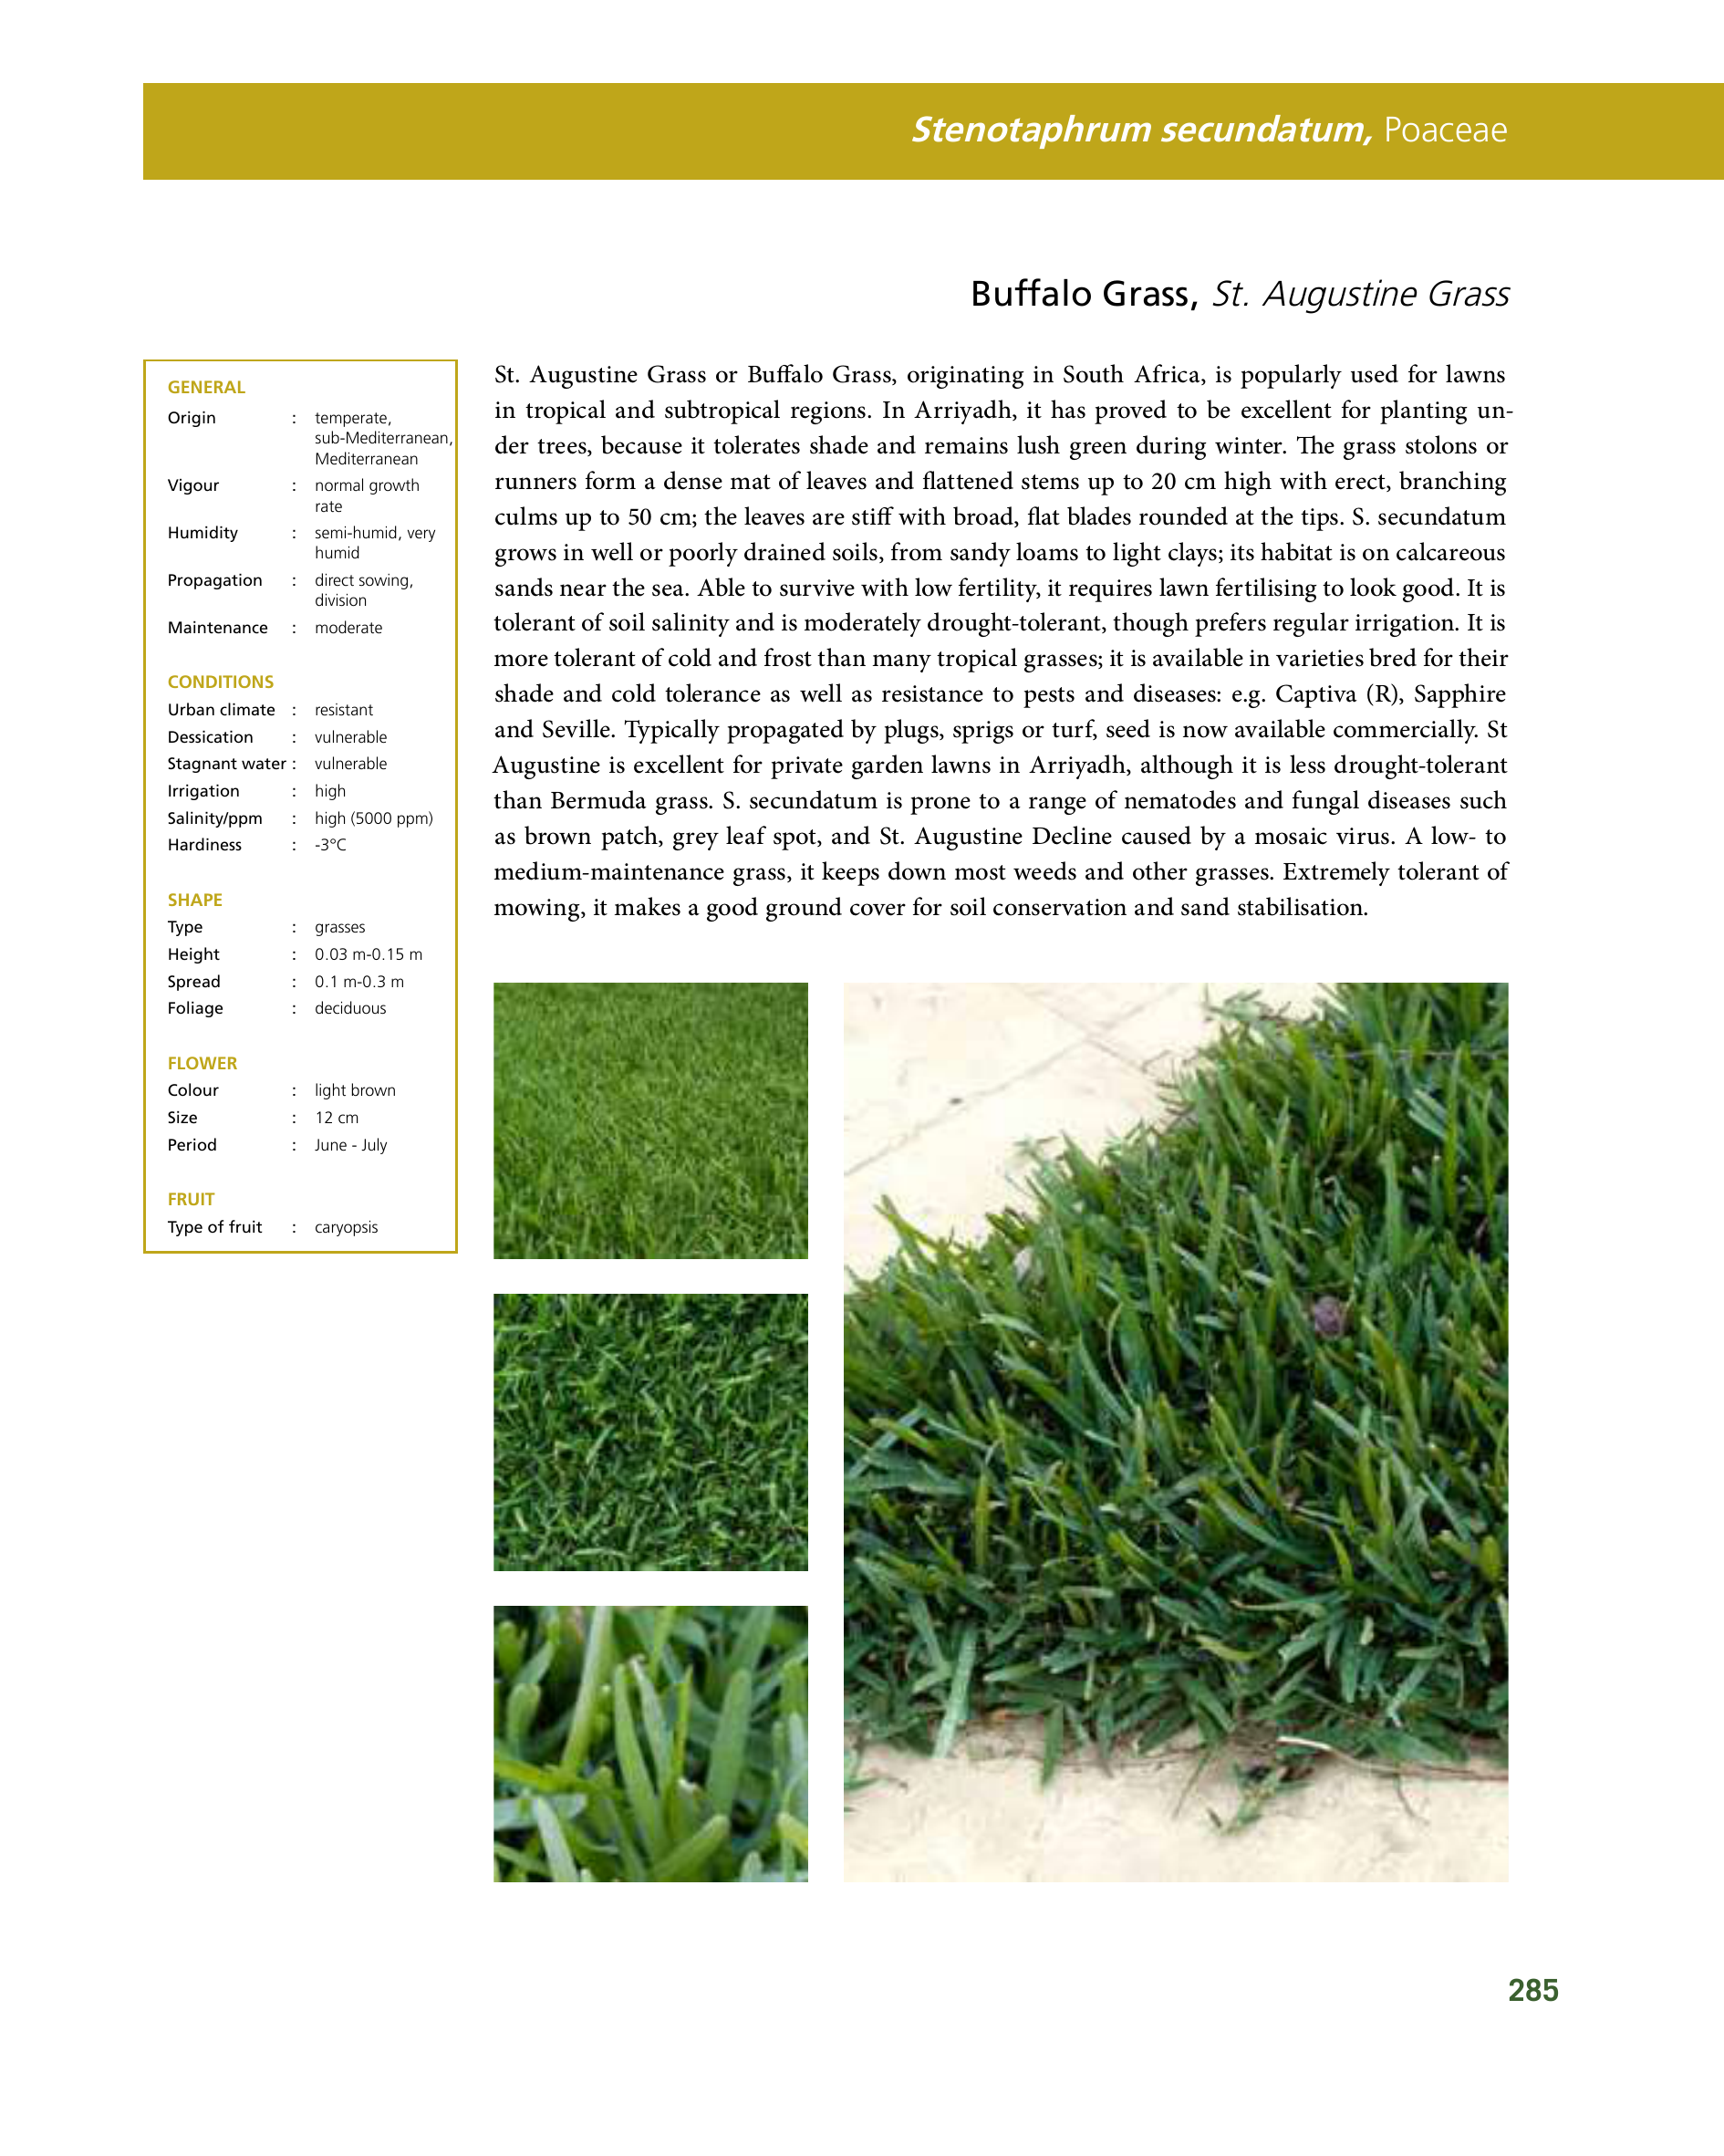 Stenotaphrum secundatum, Poaceae
Buffalo Grass, St. Augustine Grass
GENERAL
Origin : temperate,
sub-Mediterranean,
Mediterranean
Vigour : normal growth
rate
Humidity : semi-humid, very
humid
Propagation : direct sowing,
division
Maintenance : moderate
CONDITIONS
Urban climate : resistant
Dessication : vulnerable
Stagnant water : vulnerable
Irrigation : high
Salinity/ppm : high (5000 ppm)
Hardiness : -3°C
SHAPE
Type : grasses
Height : 0.03 m-0.15 m
Spread : 0.1 m-0.3 m
Foliage : deciduous
FLOWER
Colour : light brown
Size : 12 cm
Period : June - July
FRUIT
Type of fruit : caryopsis
St. Augustine Grass or Buffalo Grass, originating in South Africa, is popularly used for lawns
in tropical and subtropical regions. In Arriyadh, it has proved to be excellent for planting un-
der trees, because it tolerates shade and remains lush green during winter. The grass stolons or
runners form a dense mat of leaves and flattened stems up to 20 cm high with erect, branching
culms up to 50 cm; the leaves are stiff with broad, flat blades rounded at the tips. S. secundatum
grows in well or poorly drained soils, from sandy loams to light clays; its habitat is on calcareous
sands near the sea. Able to survive with low fertility, it requires lawn fertilising to look good. It is
tolerant of soil salinity and is moderately drought-tolerant, though prefers regular irrigation. It is
more tolerant of cold and frost than many tropical grasses; it is available in varieties bred for their
shade and cold tolerance as well as resistance to pests and diseases: e.g. Captiva (R), Sapphire
and Seville. Typically propagated by plugs, sprigs or turf, seed is now available commercially. St
Augustine is excellent for private garden lawns in Arriyadh, although it is less drought-tolerant
than Bermuda grass. S. secundatum is prone to a range of nematodes and fungal diseases such
as brown patch, grey leaf spot, and St. Augustine Decline caused by a mosaic virus. A low- to
medium-maintenance grass, it keeps down most weeds and other grasses. Extremely tolerant of
mowing, it makes a good ground cover for soil conservation and sand stabilisation.
285